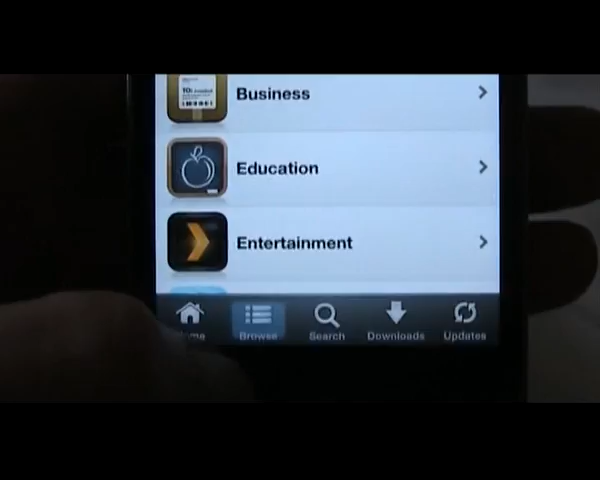 Business
Education
Entertainment
Browse
Search
Downloads
Updates